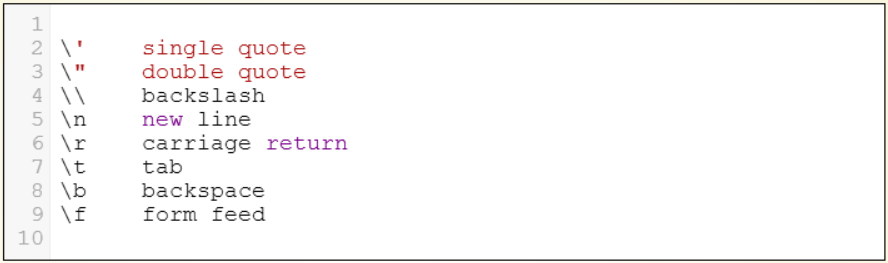 1
2 \'    single quote
3 \"    double quote
4 \\    backslash
5 \n    new line
6 \r    carriage return
7 \t    tab
8 \b    backspace
9 \f    form feed
10